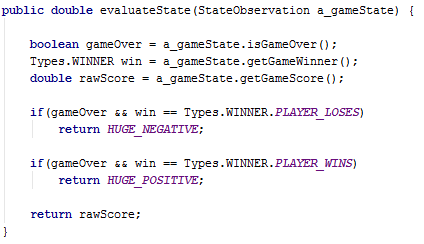 public double evaluateState(StateObservation a_gameState) {
boolean gameOver = a_gameState.isGameOver();
Types.WINNER win = a_gameState.getGameWinner();
double rawScore = a_gameState.getGameScore();
if(gameOver && win == Types.WINNER.PLAYER_LOSES)
return HUGE_NEGATIVE;
if(gameOver && win == Types.WINNER.PLAYER_WINS)
return HUGE_POSITIVE;
return rawScore;
}